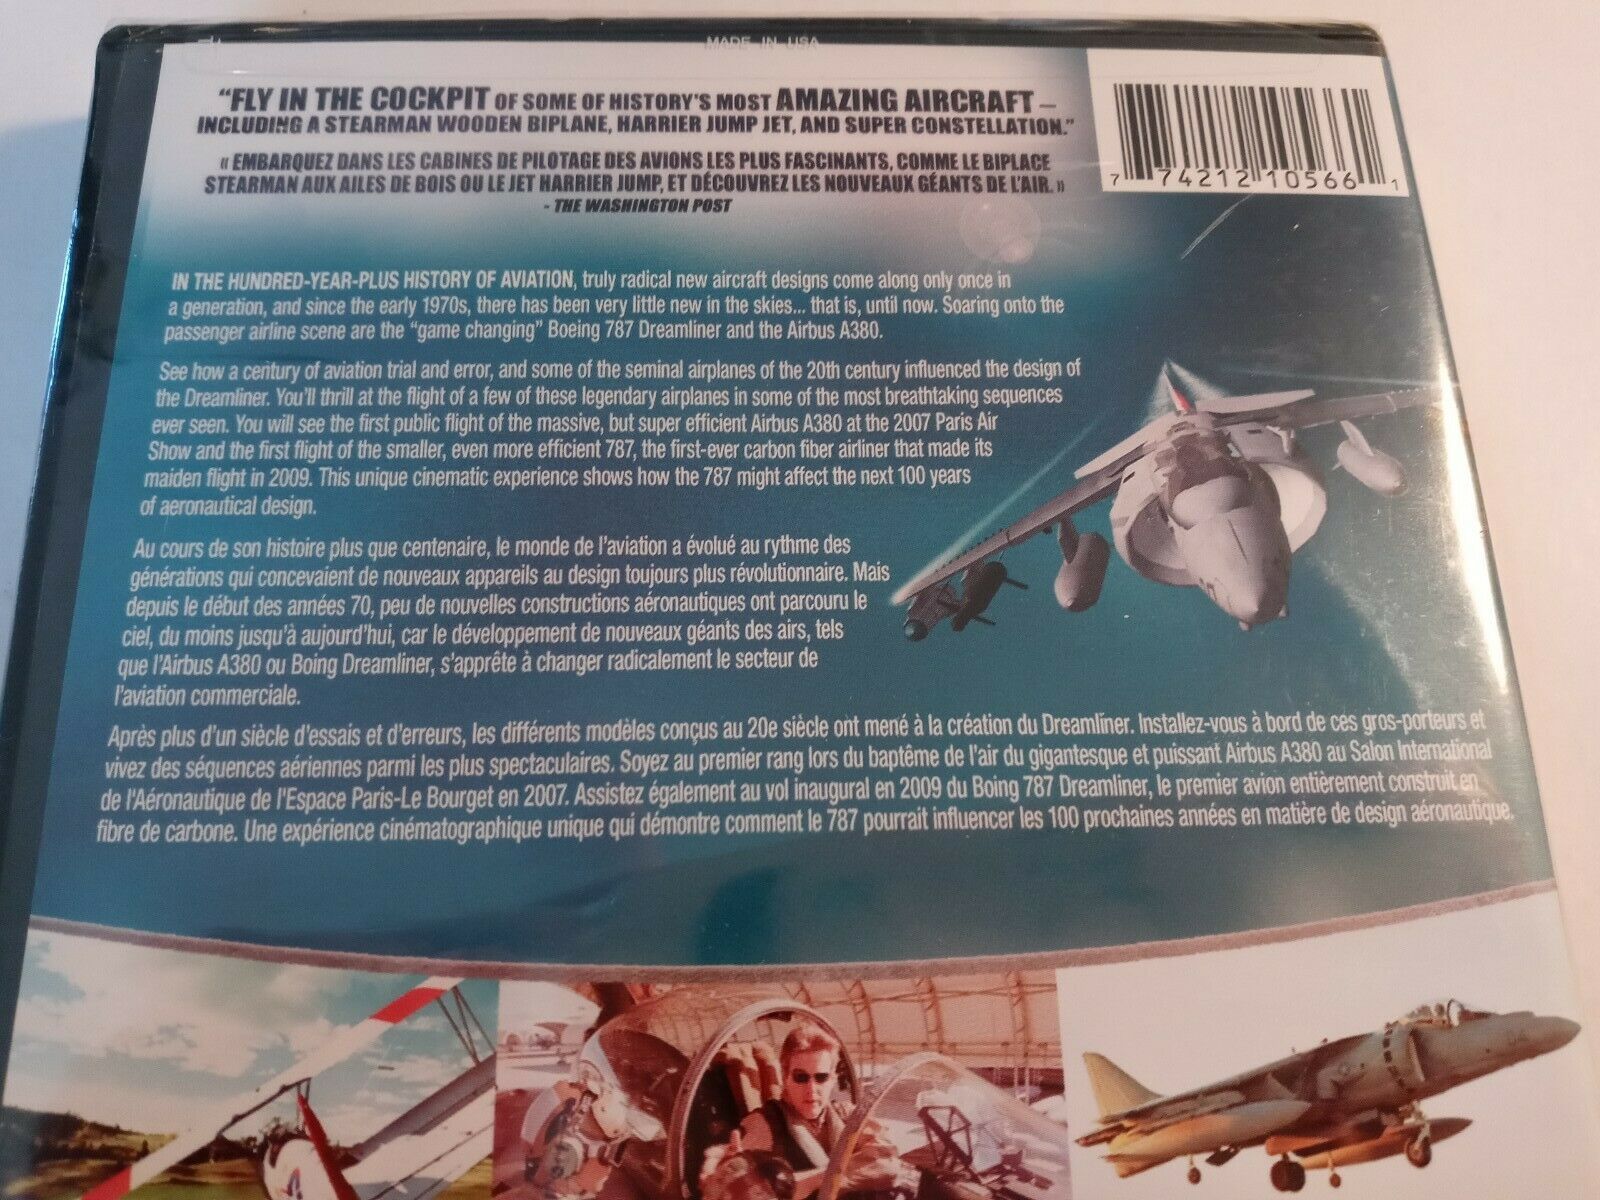 MADE IN USA
“FLY IN THE COCKPIT OF SOME OF HISTORY'S MOST AMAZING AIRCRAFT –
INCLUDING A STEARMAN WOODEN BIPLANE, HARRIER JUMP JET, AND SUPER CONSTELLATION.”
« EMBARQUEZ DANS LES CABINES DE PILOTAGE DES AVIONS LES PLUS FASCINANTS, COMME LE BIPLACE
STEARMAN AUX AILES DE BOIS OU LE JET HARRIER JUMP, ET DÉCOUVREZ LES NOUVEAUX GÉANTS DE L'AIR. »
- THE WASHINGTON POST
7 74212 10566 1
IN THE HUNDRED-YEAR-PLUS HISTORY OF AVIATION, truly radical new aircraft designs come along only once in
a generation, and since the early 1970s, there has been very little new in the skies... that is, until now. Soaring onto the
passenger airline scene are the “game changing” Boeing 787 Dreamliner and the Airbus A380.
See how a century of aviation trial and error, and some of the seminal airplanes of the 20th century influenced the design of
the Dreamliner. You'll thrill at the flight of a few of these legendary airplanes in some of the most breathtaking sequences
ever seen. You will see the first public flight of the massive, but super efficient Airbus A380 at the 2007 Paris Air
Show and the first flight of the smaller, even more efficient 787, the first-ever carbon fiber airliner that made its
maiden flight in 2009. This unique cinematic experience shows how the 787 might affect the next 100 years
of aeronautical design.
Au cours de son histoire plus que centenaire, le monde de l'aviation a évolué au rythme des
générations qui concevaient de nouveaux appareils au design toujours plus révolutionnaire. Mais
depuis le début des années 70, peu de nouvelles constructions aéronautiques ont parcouru le
ciel, du moins jusqu'à aujourd'hui, car le développement de nouveaux géants des airs, tels
que l'Airbus A380 ou Boing Dreamliner, s'apprête à changer radicalement le secteur de
l'aviation commerciale.
Après plus d'un siècle d'essais et d'erreurs, les différents modèles conçus au 20e siècle ont mené à la création du Dreamliner. Installez-vous à bord de ces gros-porteurs et
vivez des séquences aériennes parmi les plus spectaculaires. Soyez au premier rang lors du baptême de l'air du gigantesque et puissant Airbus A380 au Salon International
de l'Aéronautique de l'Espace Paris-Le Bourget en 2007. Assistez également au vol inaugural en 2009 du Boing 787 Dreamliner, le premier avion entièrement construit en
fibre de carbone. Une expérience cinématographique unique qui démontre comment le 787 pourrait influencer les 100 prochaines années en matière de design aéronautique.